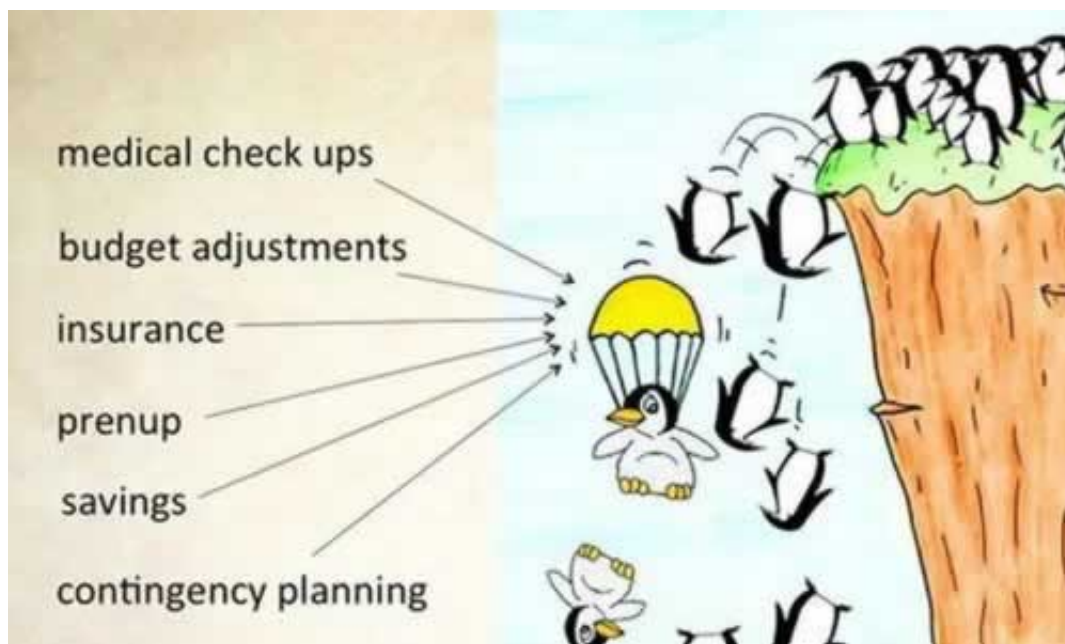 medical check ups
budget adjustments
insurance
prenup
savings
contingency planning